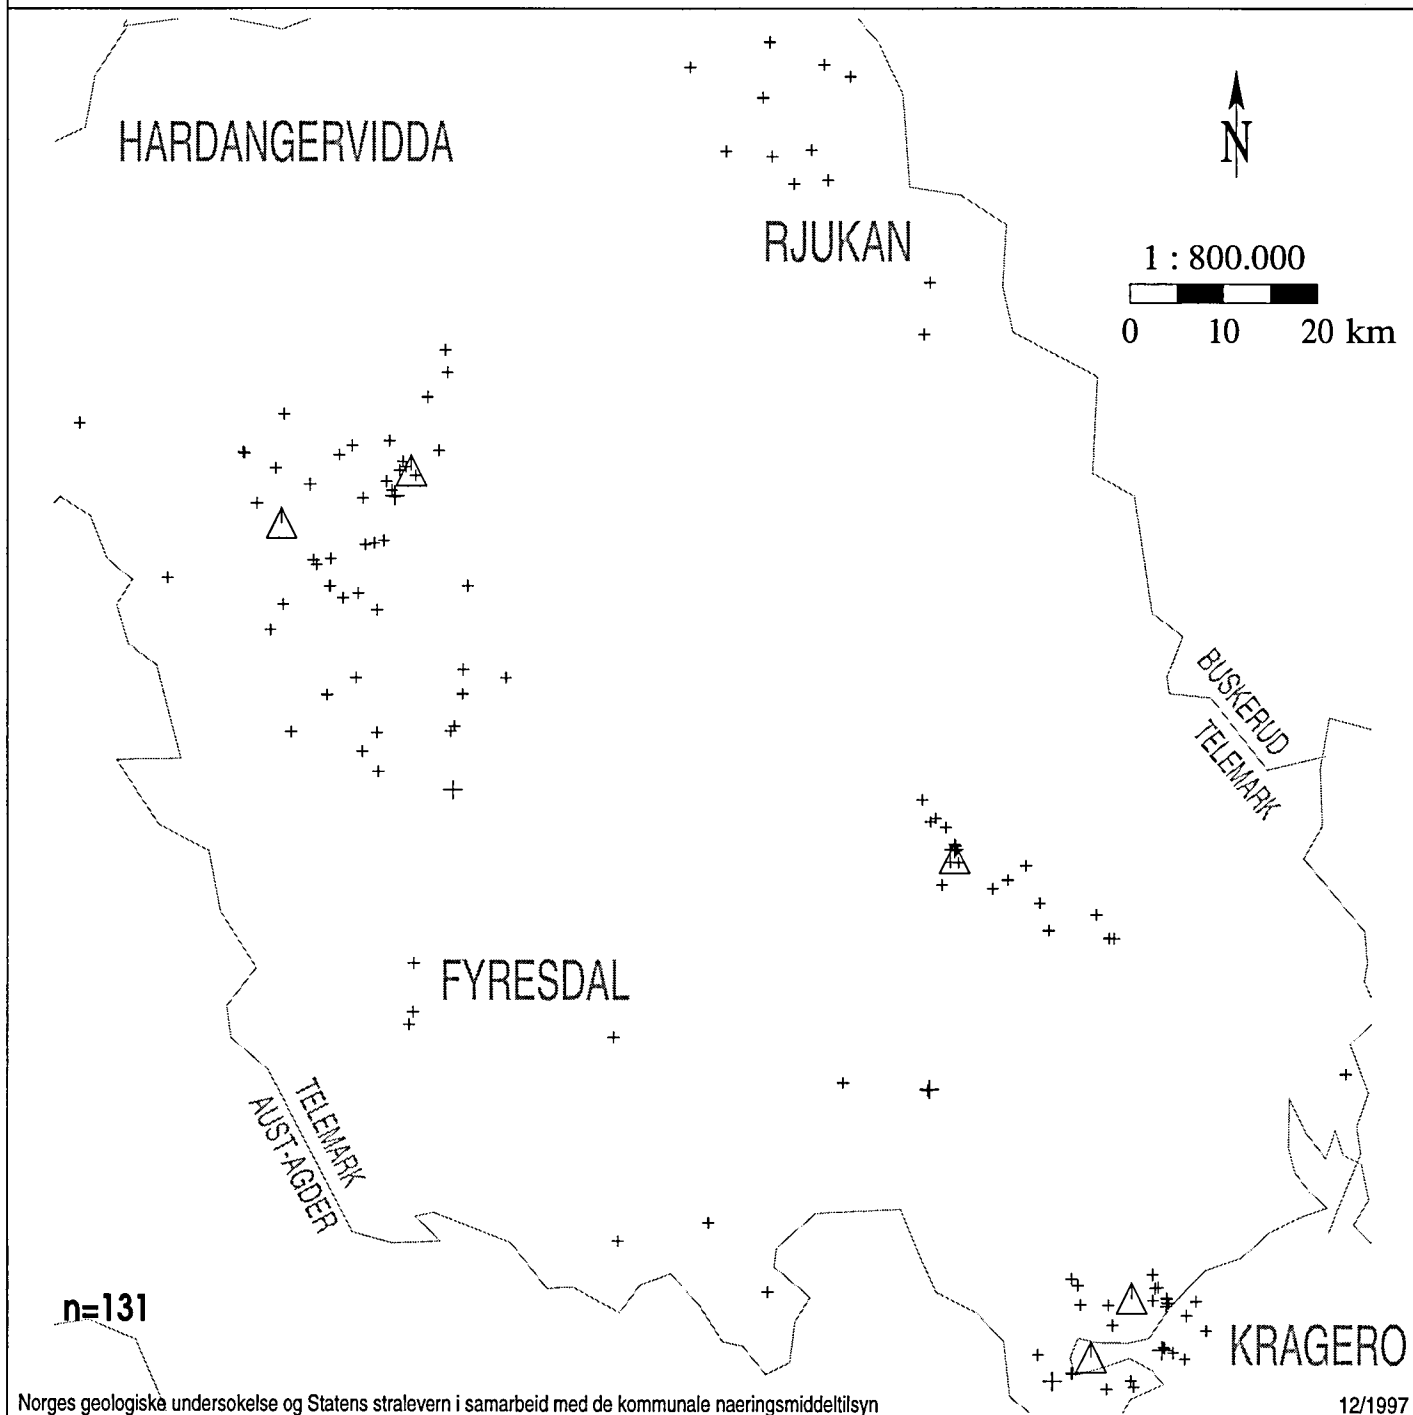 HARDANGERVIDDA
N
RJUKAN
1 : 800.000
0 10 20 km
BUSKERUD
TELEMARK
FYRESDAL
TELEMARK
AUST-AGDER
n=131
KRAGERO
Norges geologiske undersokelse og Statens stralevern i samarbeid med de kommunale naeringsmiddeltilsyn
12/1997